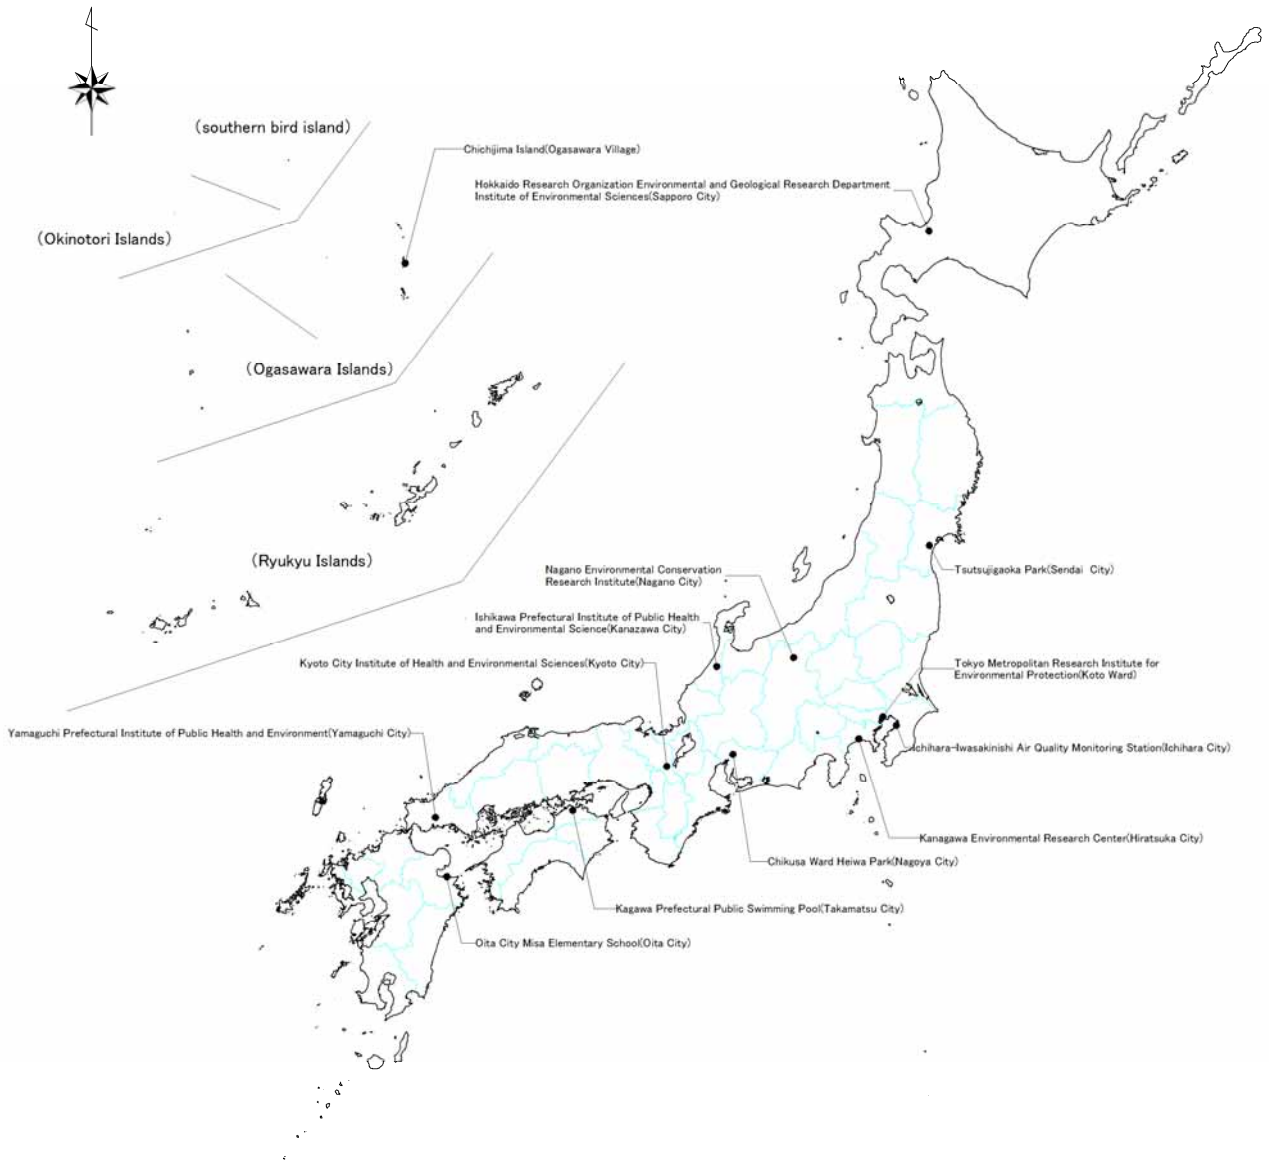 (southern bird island)
Chichijima Island(Ogasawara Village)
Hokkaido Research Organization Environmental and Geological Research Department
Institute of Environmental Sciences(Sapporo City)
(Okinotori Islands)
(Ogasawara Islands)
(Ryukyu Islands)
Nagano Environmental Conservation
Research Institute(Nagano City)
Tsutsujigaoka Park(Sendai City)
Ishikawa Prefectural Institute of Public Health
and Environmental Science(Kanazawa City)
Kyoto City Institute of Health and Environmental Sciences(Kyoto City)
Tokyo Metropolitan Research Institute for
Environmental Protection(Koto Ward)
Yamaguchi Prefectural Institute of Public Health and Environment(Yamaguchi City)
Ichihara-Iwasakinishi Air Quality Monitoring Station(Ichihara City)
Kanagawa Environmental Research Center(Hiratsuka City)
Chikusa Ward Heiwa Park(Nagoya City)
Kagawa Prefectural Public Swimming Pool(Takamatsu City)
Oita City Misa Elementary School(Oita City)